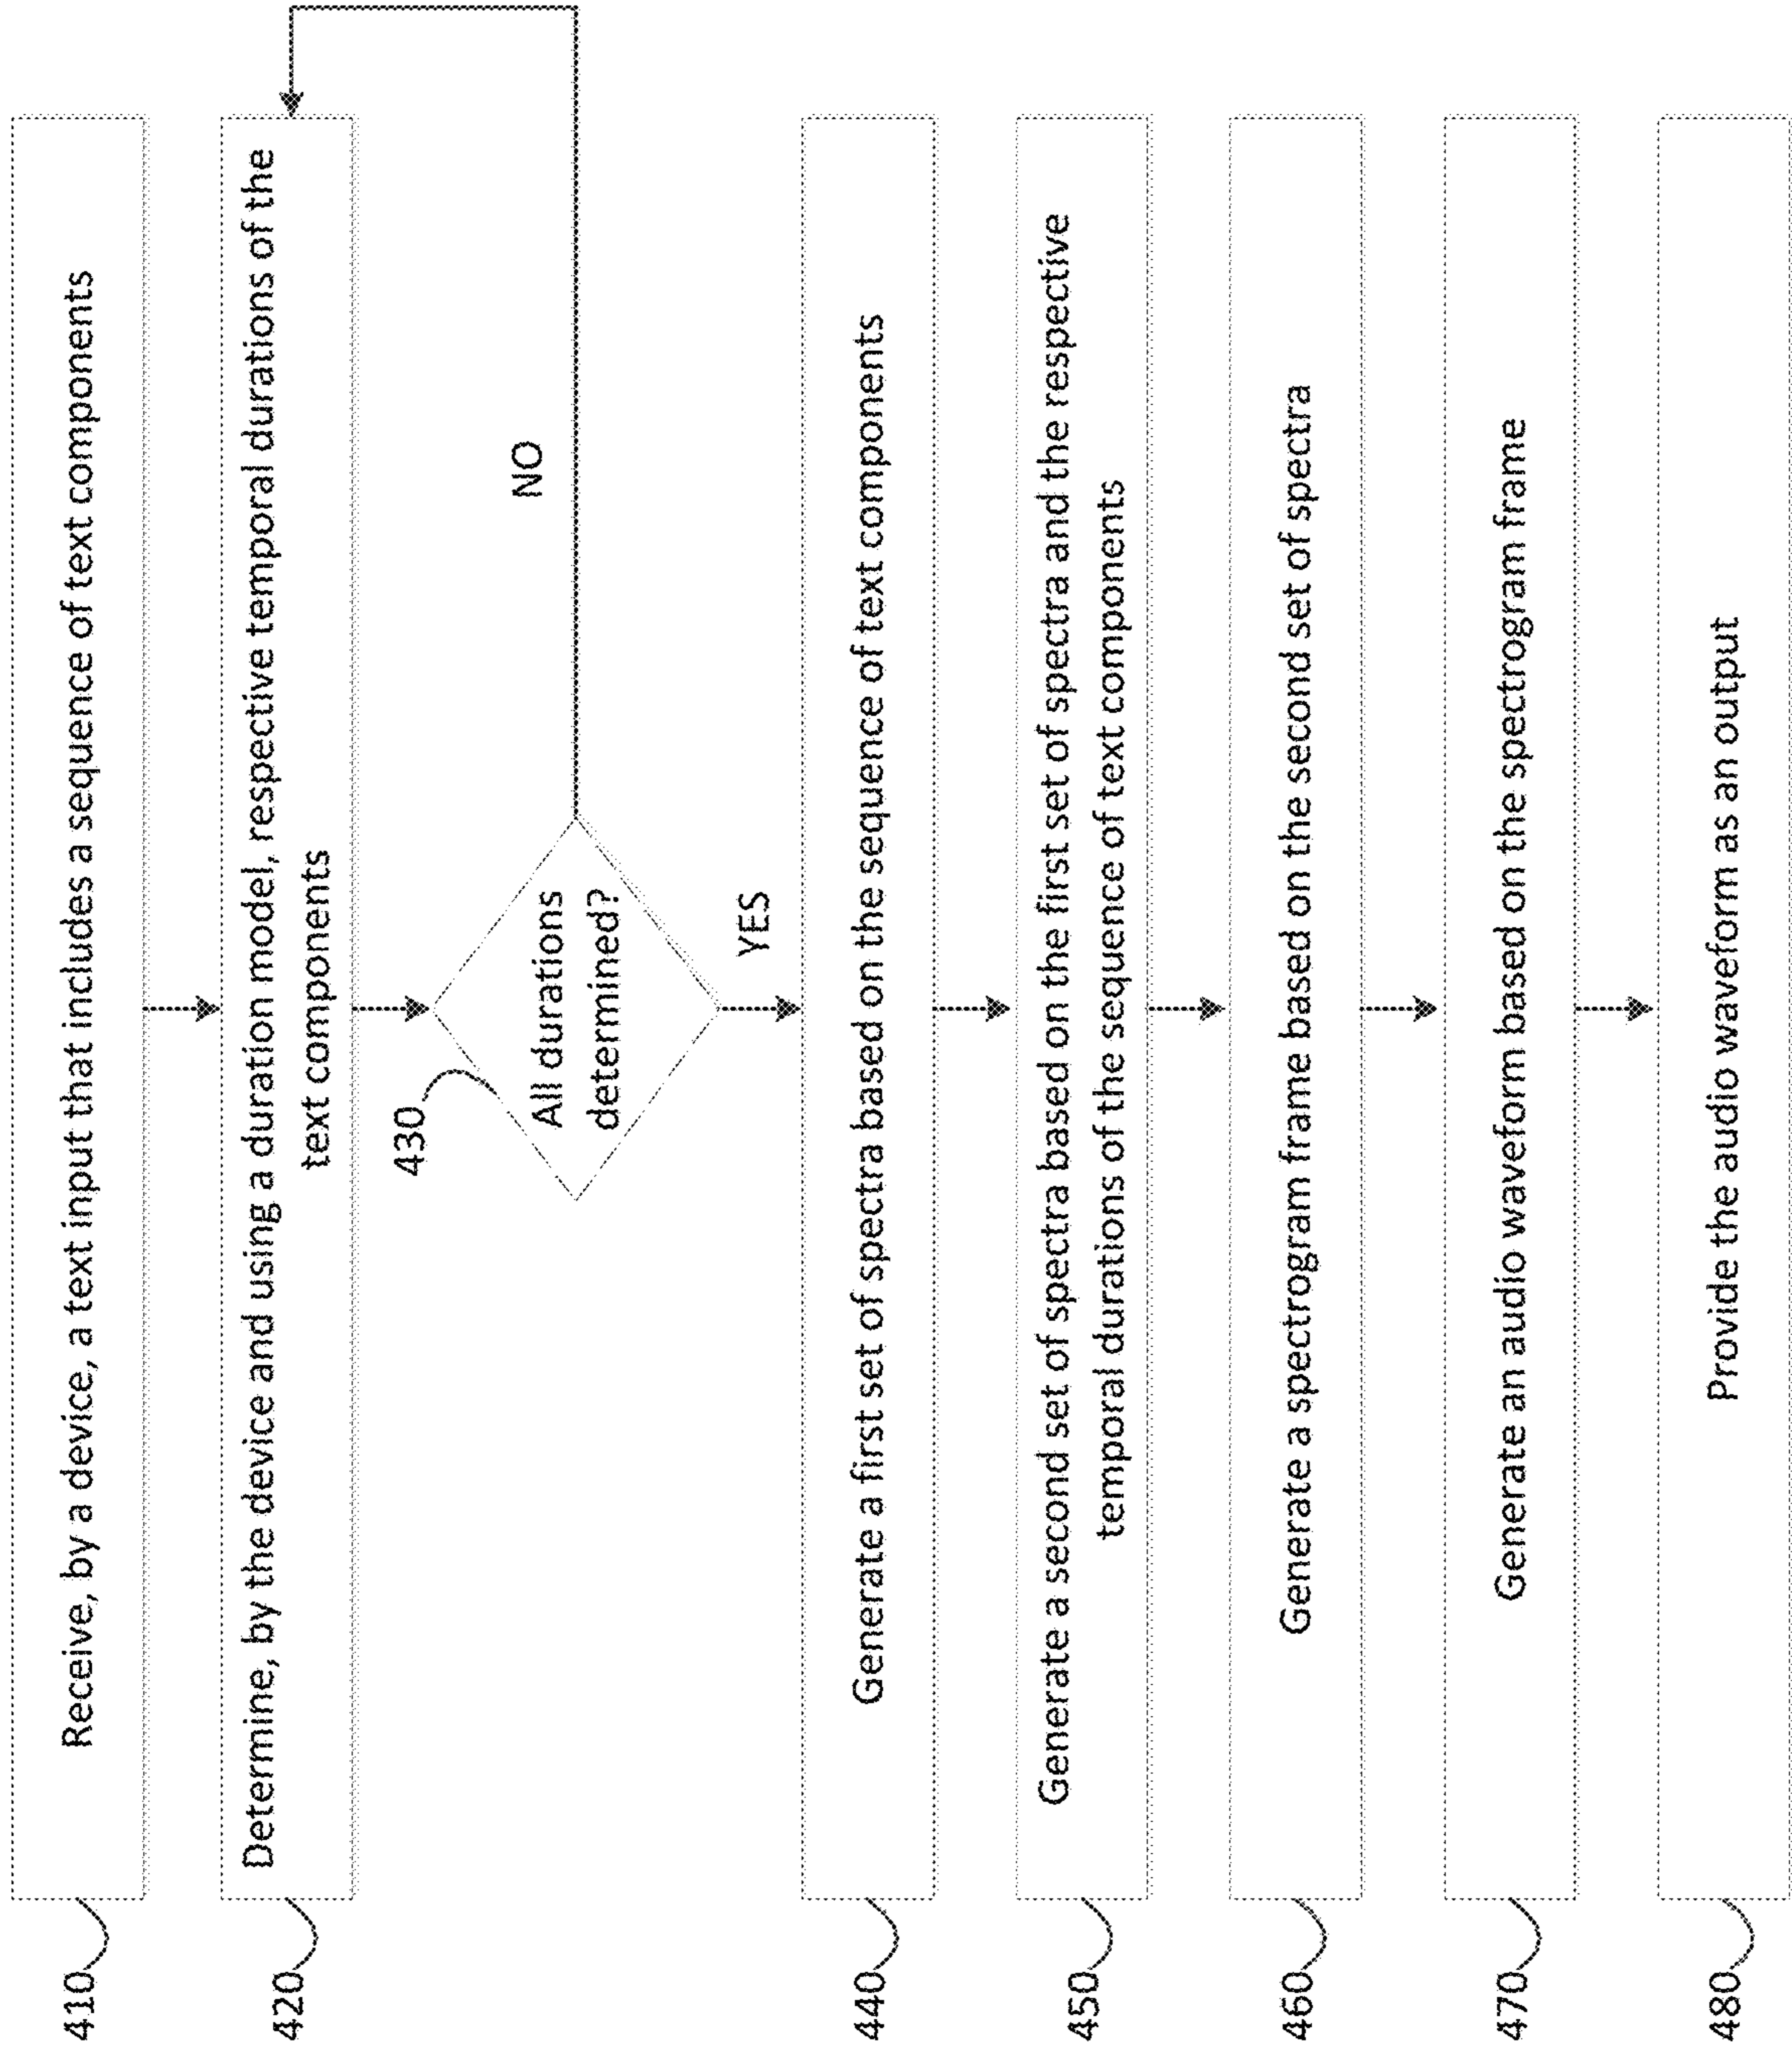 410
Receive, by a device, a text input that includes a sequence of text components
420
Determine, by the device and using a duration model, respective temporal durations of the
text components
430
All durations
determined?
NO
YES
440
Generate a first set of spectra based on the sequence of text components
450
Generate a second set of spectra based on the first set of spectra and the respective
temporal durations of the sequence of text components
460
Generate a spectrogram frame based on the second set of spectra
470
Generate an audio waveform based on the spectrogram frame
480
Provide the audio waveform as an output